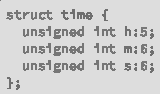 struct time {
unsigned int h:5;
unsigned int m:6;
unsigned int s:6;
};